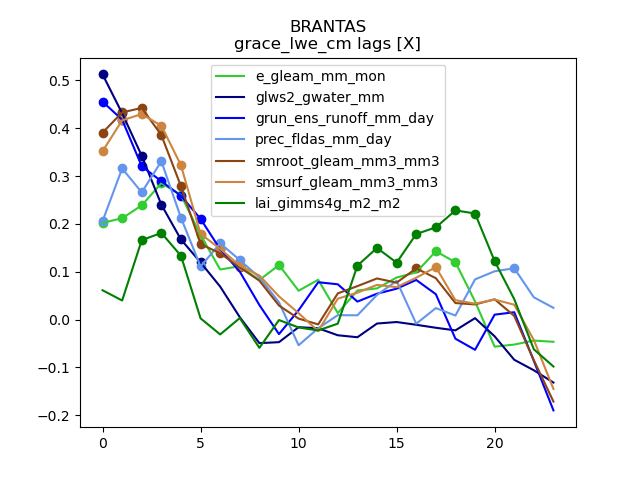 BRANTAS
grace_lwe_cm lags [X]
e_gleam_mm_mon
glws2_gwater_mm
grun_ens_runoff_mm_day
prec_fldas_mm_day
smroot_gleam_mm3_mm3
smsurf_gleam_mm3_mm3
lai_gimms4g_m2_m2
0.5
0.4
0.3
0.2
0.1
0.0
−0.1
−0.2
0
5
10
15
20